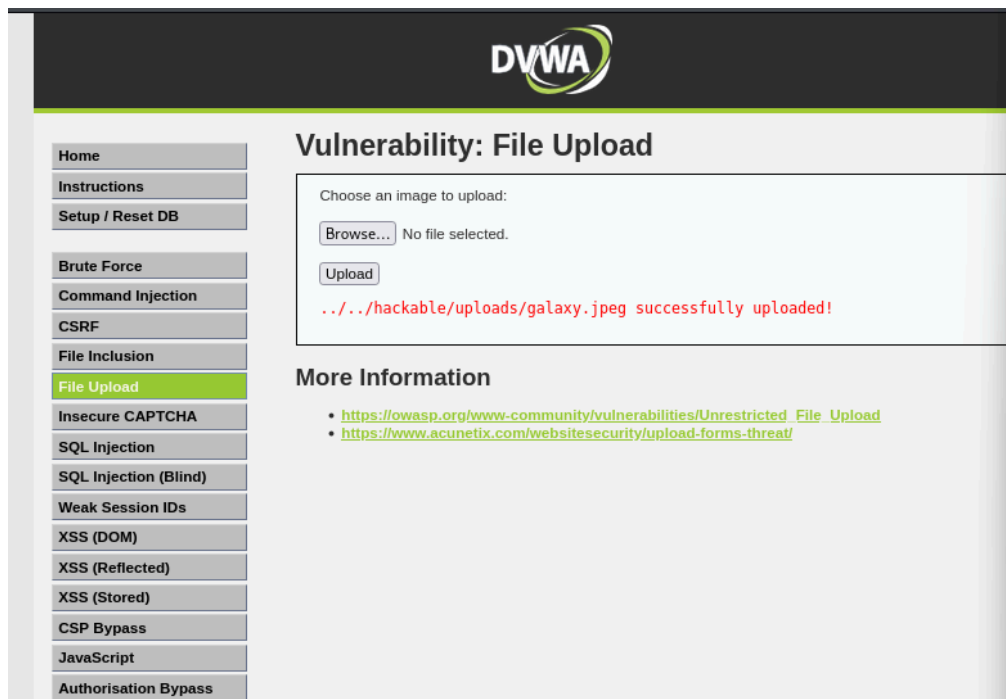 DVWA
Home
Instructions
Setup / Reset DB
Brute Force
Command Injection
CSRF
File Inclusion
File Upload
Insecure CAPTCHA
SQL Injection
SQL Injection (Blind)
Weak Session IDs
XSS (DOM)
XSS (Reflected)
XSS (Stored)
CSP Bypass
JavaScript
Authorisation Bypass
Vulnerability: File Upload
Choose an image to upload:
Browse... No file selected.
Upload
../../hackable/uploads/galaxy.jpeg successfully uploaded!
More Information
https://owasp.org/www-community/vulnerabilities/Unrestricted_File_Upload
https://www.acunetix.com/websitesecurity/upload-forms-threat/